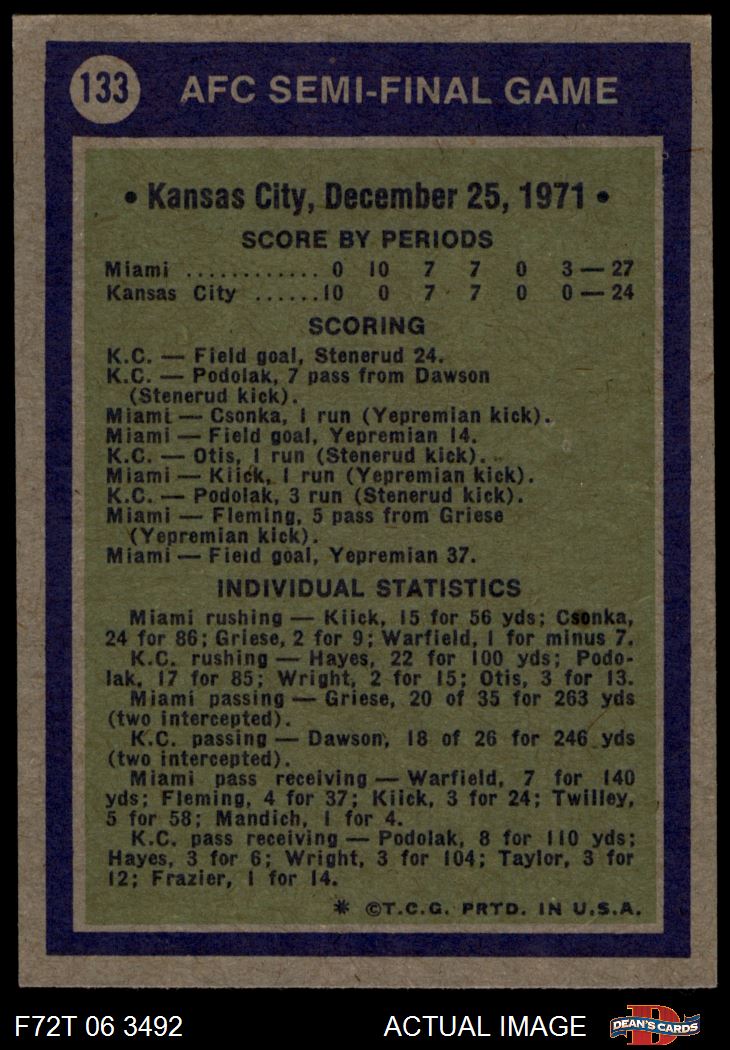 133 AFC SEMI-FINAL GAME
• Kansas City, December 25, 1971 •
SCORE BY PERIODS
Miami ............ 0 10 7 7 0 3 — 27
Kansas City ......10 0 7 7 0 0 — 24
SCORING
K.C. — Field goal, Stenerud 24.
K.C. — Podolak, 7 pass from Dawson
(Stenerud kick).
Miami — Csonka, 1 run (Yepremian kick).
Miami — Field goal, Yepremian 14.
K.C. — Otis, 1 run (Stenerud kick).
Miami — Kiick, 1 run (Yepremian kick).
K.C. — Podolak, 3 run (Stenerud kick).
Miami — Fleming, 5 pass from Griese
(Yepremian kick).
Miami — Field goal, Yepremian 37.
INDIVIDUAL STATISTICS
Miami rushing — Kiick, 15 for 56 yds; Csonka,
24 for 86; Griese, 2 for 9; Warfield, 1 for minus 7.
K.C. rushing — Hayes, 22 for 100 yds; Podo-
lak, 17 for 85; Wright, 2 for 15; Otis, 3 for 13.
Miami passing — Griese, 20 of 35 for 263 yds
(two intercepted).
K.C. passing — Dawson, 18 of 26 for 246 yds
(two intercepted).
Miami pass receiving — Warfield, 7 for 140
yds; Fleming, 4 for 37; Kiick, 3 for 24; Twilley,
5 for 58; Mandich, 1 for 4.
K.C. pass receiving — Podolak, 8 for 110 yds;
Hayes, 3 for 6; Wright, 3 for 104; Taylor, 3 for
12; Frazier, 1 for 14.
* ©T.C.G. PRTD. IN U.S.A.
F72T 06 3492 ACTUAL IMAGE DEAN'S CARDS